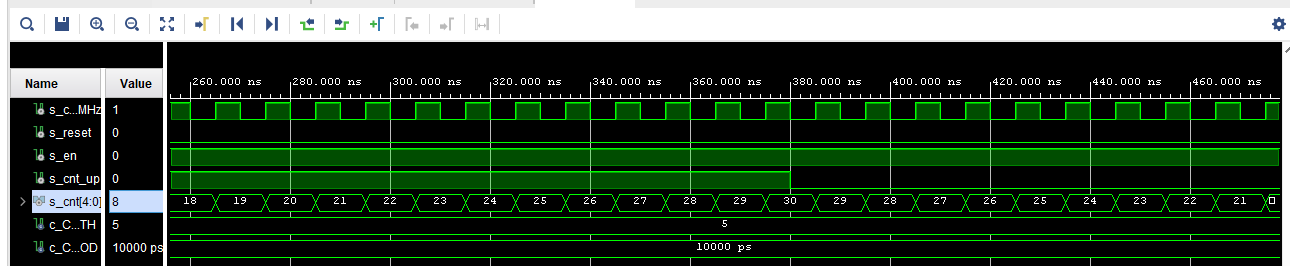 260.000 ns 280.000 ns 300.000 ns 320.000 ns 340.000 ns 360.000 ns 380.000 ns 400.000 ns 420.000 ns 440.000 ns 460.000 ns
Name Value
s_c...MHz 1
s_reset 0
s_en 0
s_cnt_up 0
s_cnt[4:0] 8 18 19 20 21 22 23 24 25 26 27 28 29 30 29 28 27 26 25 24 23 22 21
c_C...TH 5 5
c_C...OD 10000 ps 10000 ps